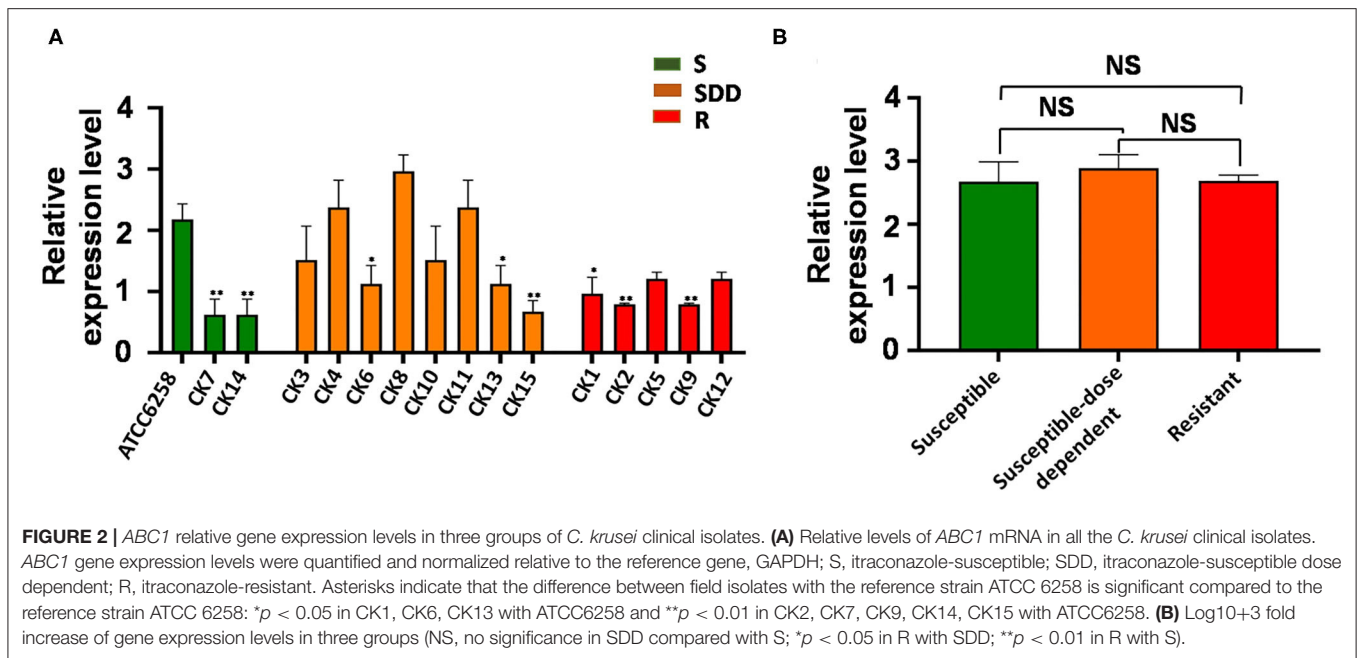 A
S
SDD
R
Relative
expression level
4
3
2
1
0
** ** * * ** * ** **
ATCC6258 CK7 CK14 CK3 CK4 CK6 CK8 CK10 CK11 CK13 CK15 CK1 CK2 CK5 CK9 CK12
B
NS
NS NS
Relative
expression level
4
3
2
1
0
Susceptible
Susceptible-dose
dependent
Resistant
FIGURE 2 | ABC1 relative gene expression levels in three groups of C. krusei clinical isolates. (A) Relative levels of ABC1 mRNA in all the C. krusei clinical isolates.
ABC1 gene expression levels were quantified and normalized relative to the reference gene, GAPDH; S, itraconazole-susceptible; SDD, itraconazole-susceptible dose
dependent; R, itraconazole-resistant. Asterisks indicate that the difference between field isolates with the reference strain ATCC 6258 is significant compared to the
reference strain ATCC 6258: *p < 0.05 in CK1, CK6, CK13 with ATCC6258 and **p < 0.01 in CK2, CK7, CK9, CK14, CK15 with ATCC6258. (B) Log10+3 fold
increase of gene expression levels in three groups (NS, no significance in SDD compared with S; *p < 0.05 in R with SDD; **p < 0.01 in R with S).